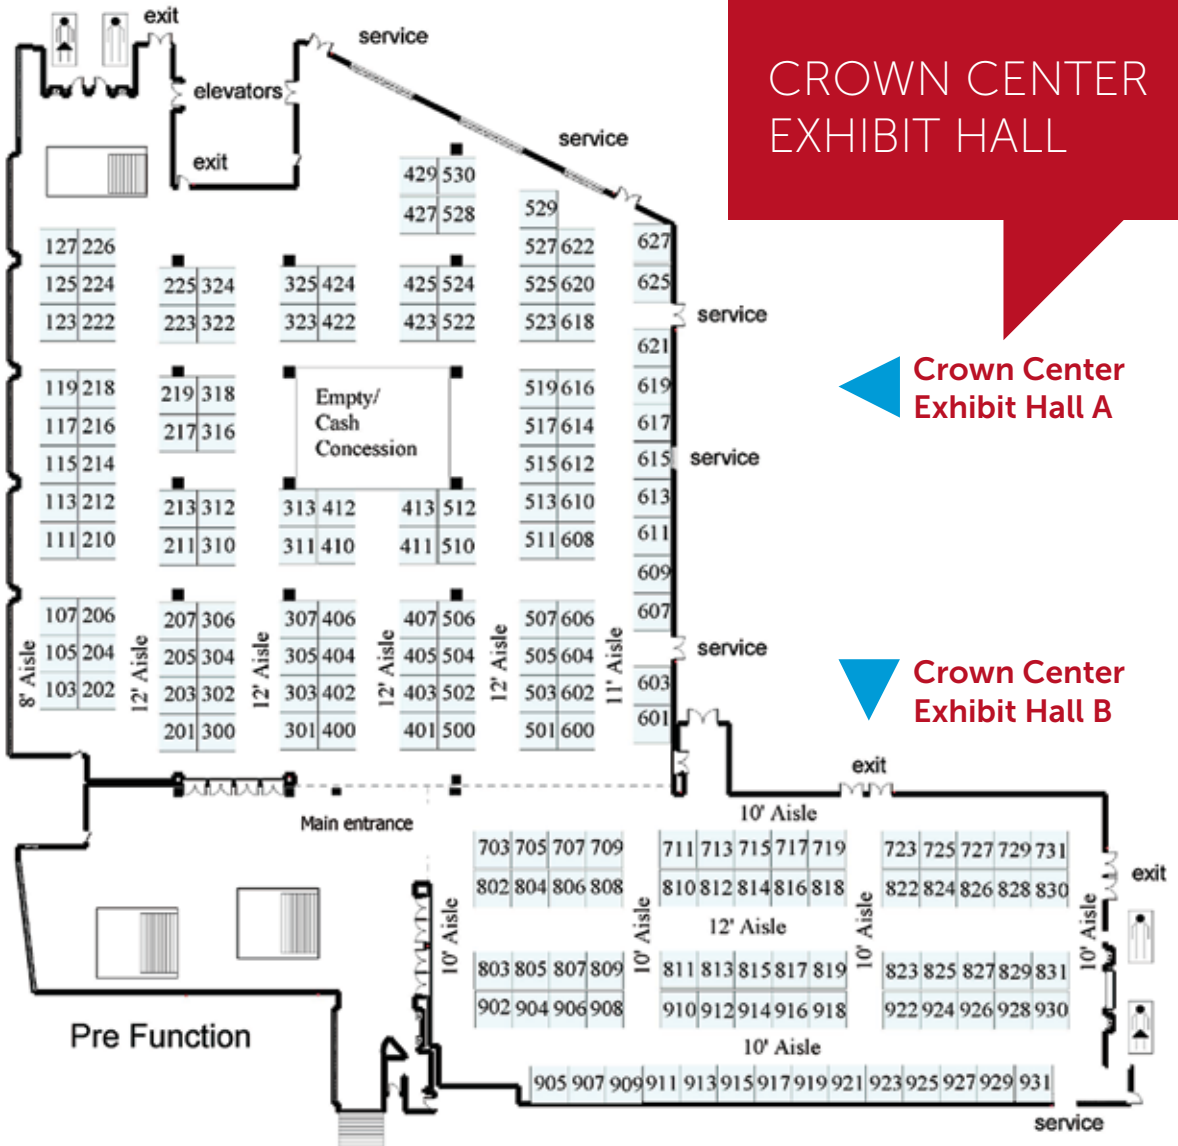 CROWN CENTER
EXHIBIT HALL
exit
service
elevators
service
exit
429 530
427 528
529
527 622
627
127 226
125 224
225 324
325 424
425 524
525 620
625
123 222
223 322
323 422
423 522
523 618
service
621
Crown Center
Exhibit Hall A
119 218
219 318
Empty/
Cash
Concession
519 616
619
117 216
217 316
517 614
617
115 214
515 612
615
service
113 212
213 312
313 412
413 512
513 610
613
111 210
211 310
311 410
411 510
511 608
611
609
607
107 206
207 306
307 406
407 506
507 606
service
8' Aisle
105 204
12' Aisle
205 304
12' Aisle
305 404
12' Aisle
405 504
12' Aisle
505 604
11' Aisle
Crown Center
Exhibit Hall B
103 202
203 302
303 402
403 502
503 602
603
201 300
301 400
401 500
501 600
601
exit
Main entrance
10' Aisle
703 705 707 709
711 713 715 717 719
723 725 727 729 731
exit
802 804 806 808
810 812 814 816 818
822 824 826 828 830
10' Aisle
10' Aisle
12' Aisle
10' Aisle
10' Aisle
803 805 807 809
811 813 815 817 819
823 825 827 829 831
902 904 906 908
910 912 914 916 918
922 924 926 928 930
Pre Function
10' Aisle
905 907 909 911 913 915 917 919 921 923 925 927 929 931
service